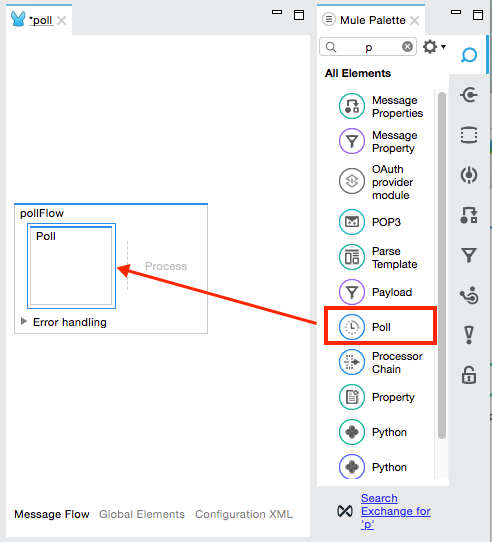 *poll
pollFlow
Poll
Process
Error handling
Message Flow Global Elements Configuration XML
Mule Palette
p
All Elements
Message
Properties
Message
Property
OAuth
provider
module
POP3
Parse
Template
Payload
Poll
Processor
Chain
Property
Python
Python
Search
Exchange for
'p'